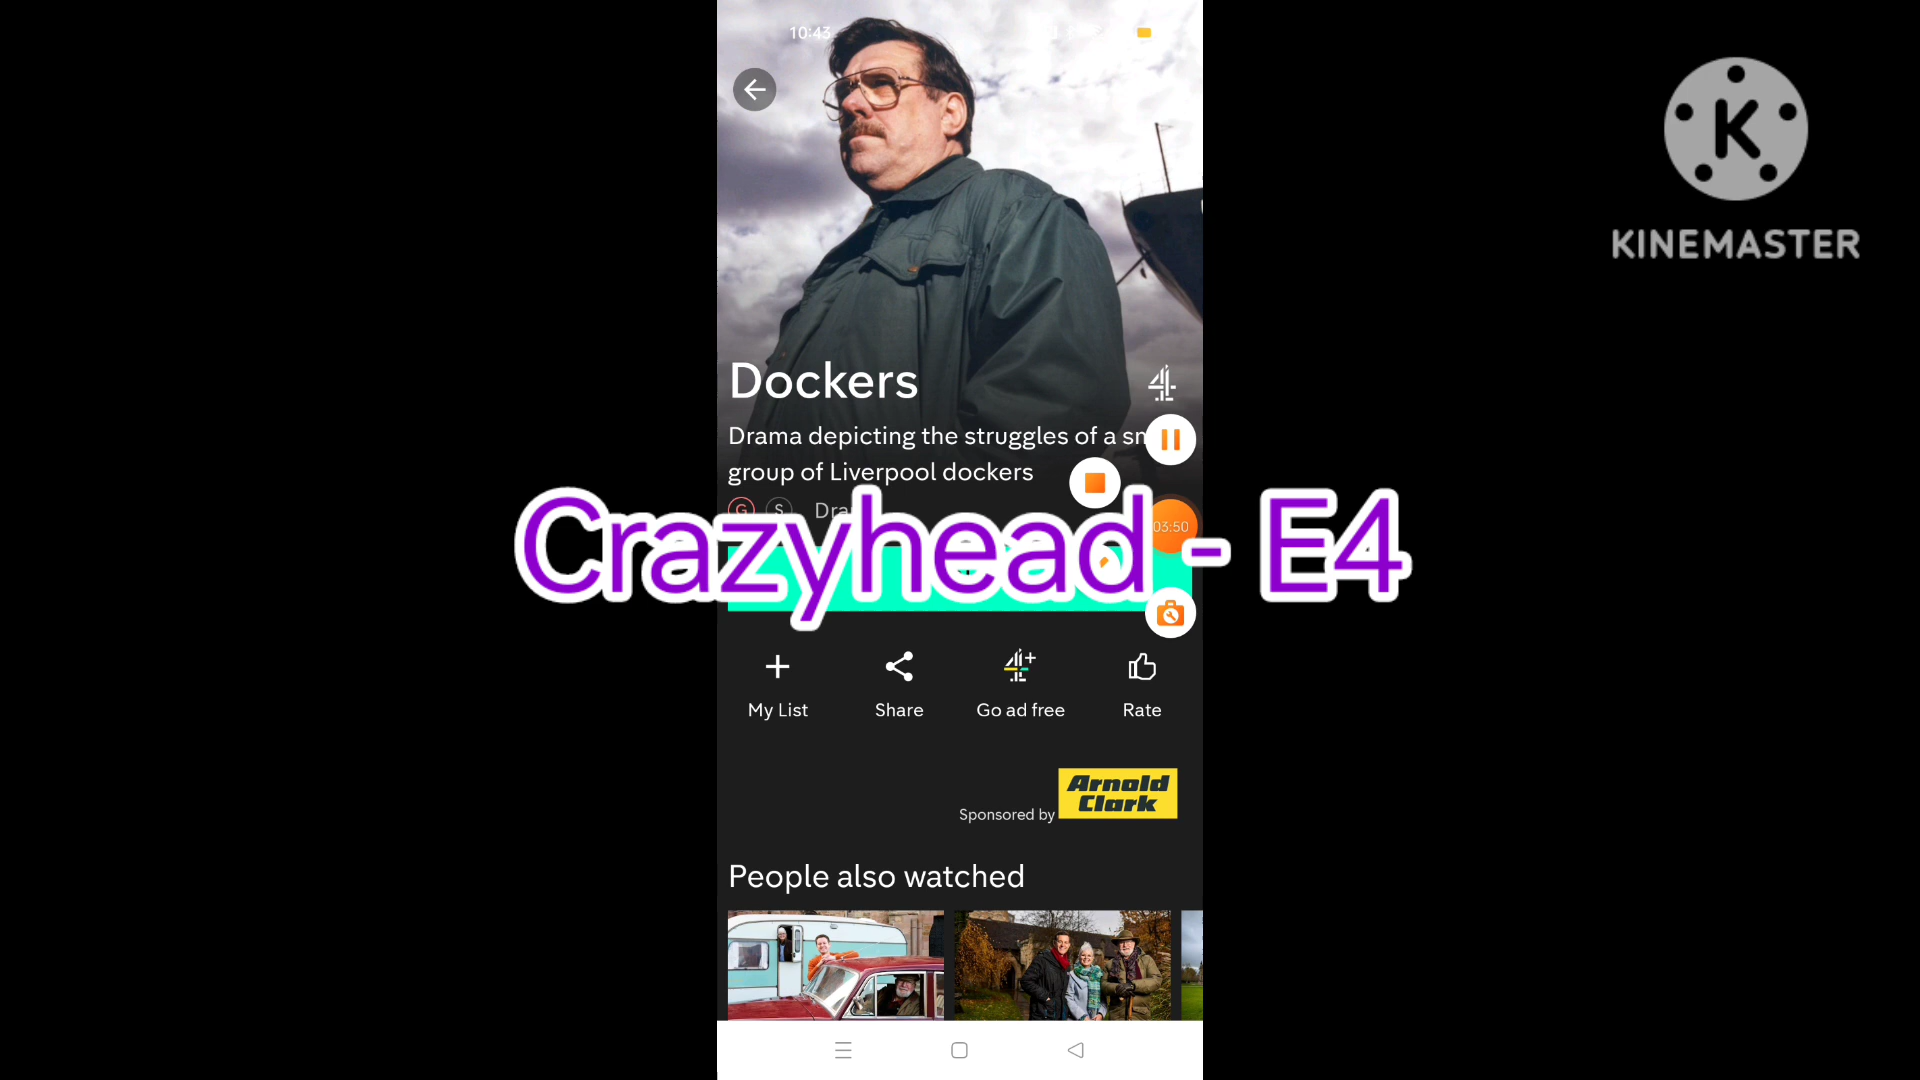 10:43
KINEMASTER
Dockers
Drama depicting the struggles of a
group of Liverpool dockers
G S
03:50
Crazyhead - E4
My List
Share
Go ad free
Rate
Sponsored by
Arnold
Clark
People also watched